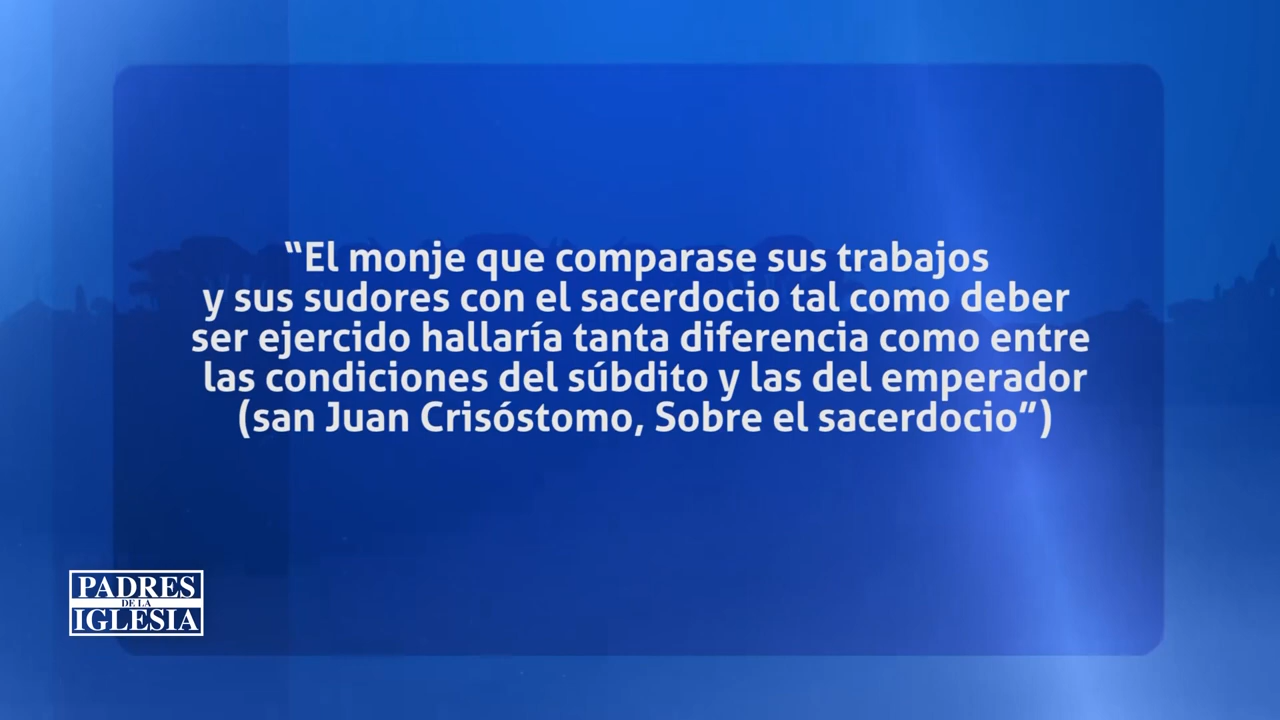 “El monje que comparase sus trabajos
y sus sudores con el sacerdocio tal como deber
ser ejercido hallaría tanta diferencia como entre
las condiciones del súbdito y las del emperador
(san Juan Crisóstomo, Sobre el sacerdocio”)
PADRES
DE LA
IGLESIA